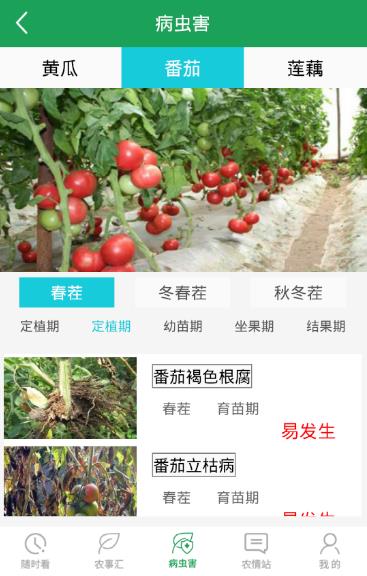 病虫害
黄瓜 番茄 莲藕
春茬 冬春茬 秋冬茬
定植期 定植期 幼苗期 坐果期 结果期
番茄褐色根腐
春茬 育苗期
易发生
番茄立枯病
春茬 育苗期
易发生
随时看 农事汇 病虫害 农情站 我的